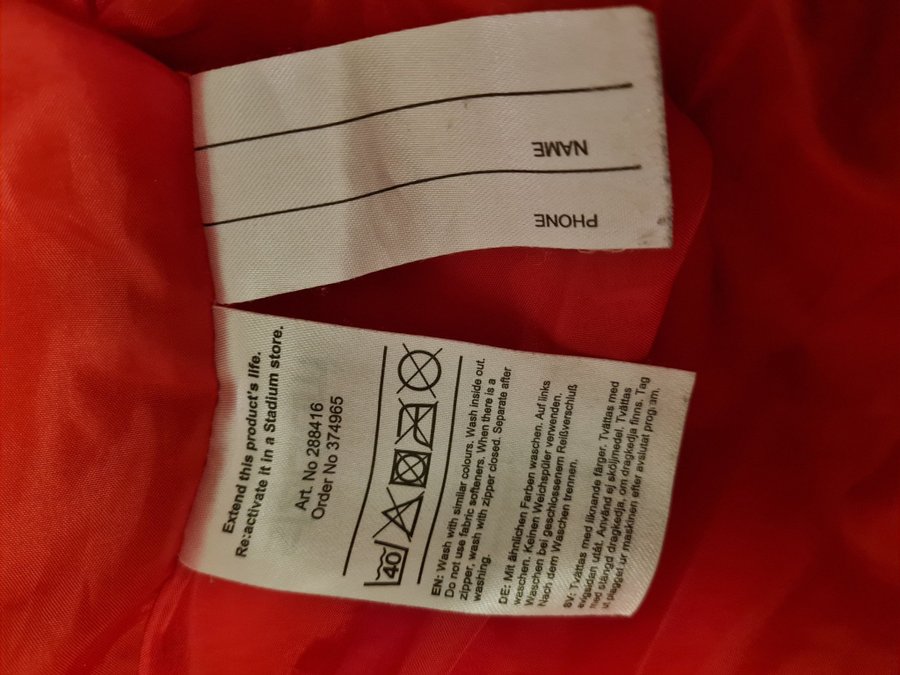 NAME
PHONE
Extend this product's life.
Re:activate it in a Stadium store.
Art. No 288416
Order No 374965
40
EN: Wash with similar colours. Wash inside out.
Do not use fabric softeners. When there is a
zipper, wash with zipper closed. Separate after
washing.
DE: Mit ähnlichen Farben waschen. Auf links
waschen. Keinen Weichspüler verwenden.
Waschen bei geschlossenem Reißverschluß
Nach dem Waschen trennen.
SV: Tvättas med liknande färger. Tvättas med
avigsidan utåt. Använd ej sköljmedel. Tvättas
med stängd dragkedja, om dragkedja finns. Tag
ut plagget ur maskinen efter avslutat program.